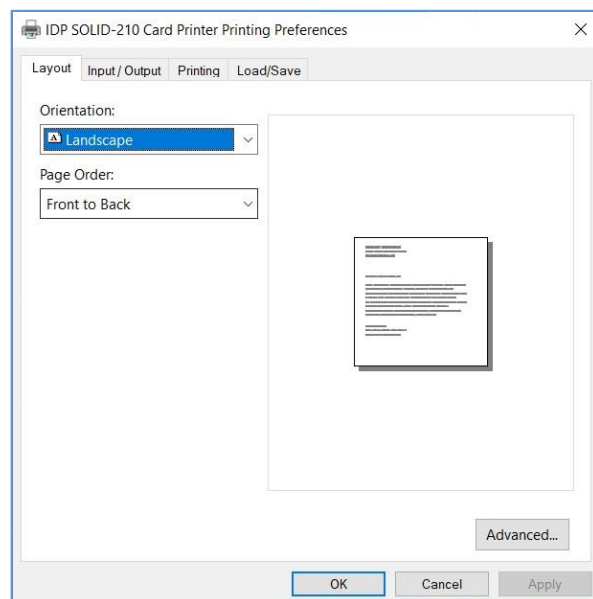 IDP SOLID-210 Card Printer Printing Preferences
Layout Input / Output Printing Load/Save
Orientation:
Landscape
Page Order:
Front to Back
Advanced...
OK Cancel Apply